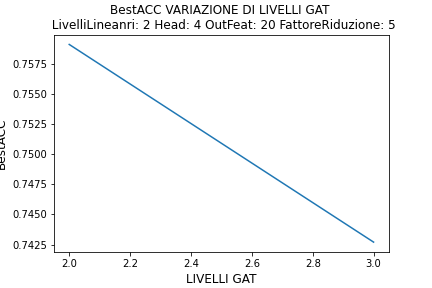 BestACC VARIAZIONE DI LIVELLI GAT
LivelliLineanri: 2 Head: 4 OutFeat: 20 FattoreRiduzione: 5
BestACC
0.7575
0.7550
0.7525
0.7500
0.7475
0.7450
0.7425
2.0 2.2 2.4 2.6 2.8 3.0
LIVELLI GAT